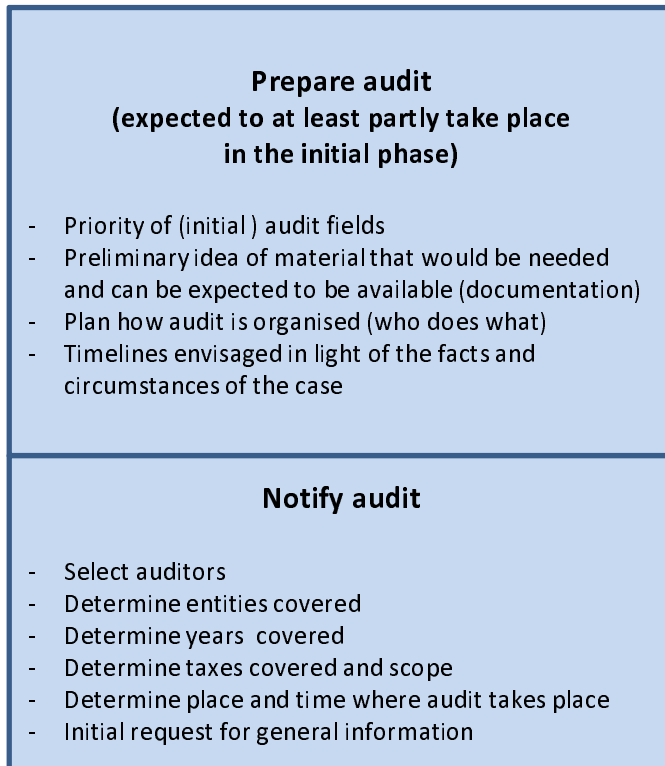 Prepare audit
(expected to at least partly take place
in the initial phase)
- Priority of (initial ) audit fields
- Preliminary idea of material that would be needed
and can be expected to be available (documentation)
- Plan how audit is organised (who does what)
- Timelines envisaged in light of the facts and
circumstances of the case
Notify audit
- Select auditors
- Determine entities covered
- Determine years covered
- Determine taxes covered and scope
- Determine place and time where audit takes place
- Initial request for general information